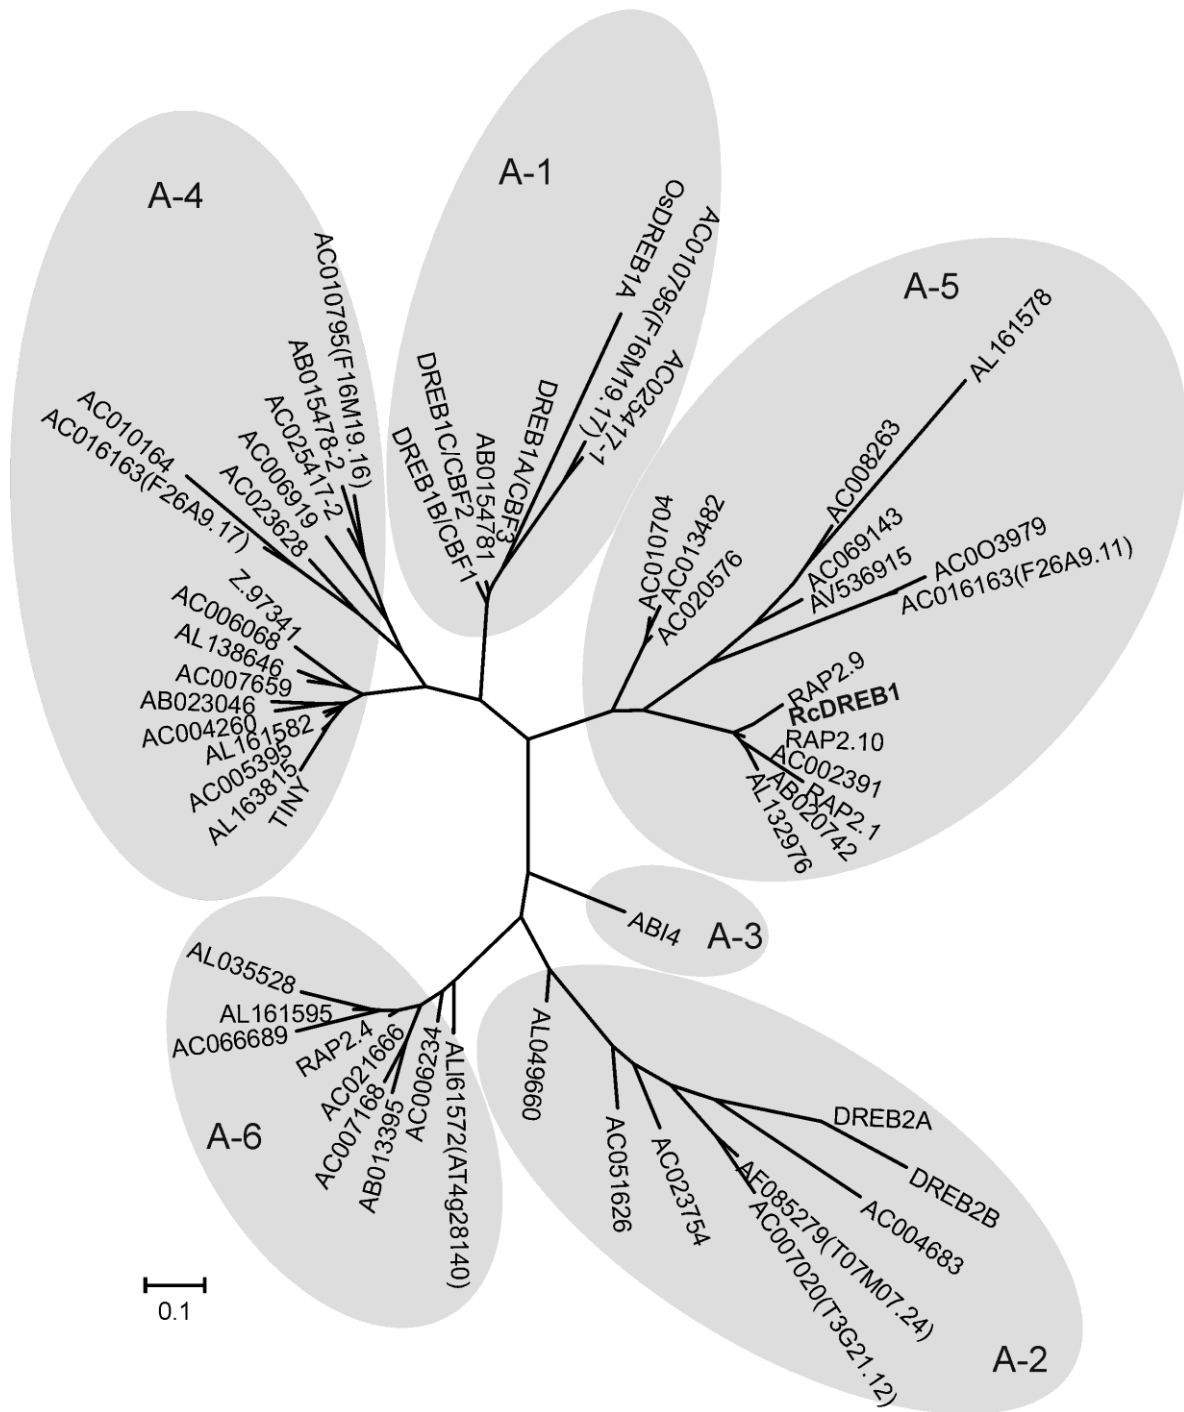 A-1
OsDREB1A
AC010795(F16M19.17)
AC025417-1
DREB1A/CBF3
AB0154781
DREB1C/CBF2
DREB1B/CBF1
A-4
AC010795(F16M19.16)
AB015478-2
AC025417-2
AC006919
AC023628
AC010164
AC016163(F26A9.17)
Z.97341
AC006068
AL138646
AC007659
AB023046
AC004260
AL161582
AC005395
AL163815
TINY
A-5
AL161578
AC008263
AC069143
AV536915
AC0O3979
AC016163(F26A9.11)
AC010704
AC013482
AC020576
RAP2.9
RcDREB1
RAP2.10
AC002391
RAP2.1
AB020742
AL132976
ABI4
A-3
AL035528
AL161595
AC066689
RAP2.4
AC021666
AC007168
AB013395
AC006234
ALI61572(AT4g28140)
A-6
AL049660
AC051626
AC023754
DREB2A
DREB2B
AC004683
AF085279(T07M07.24)
AC007020(T3G21.12)
A-2
0.1